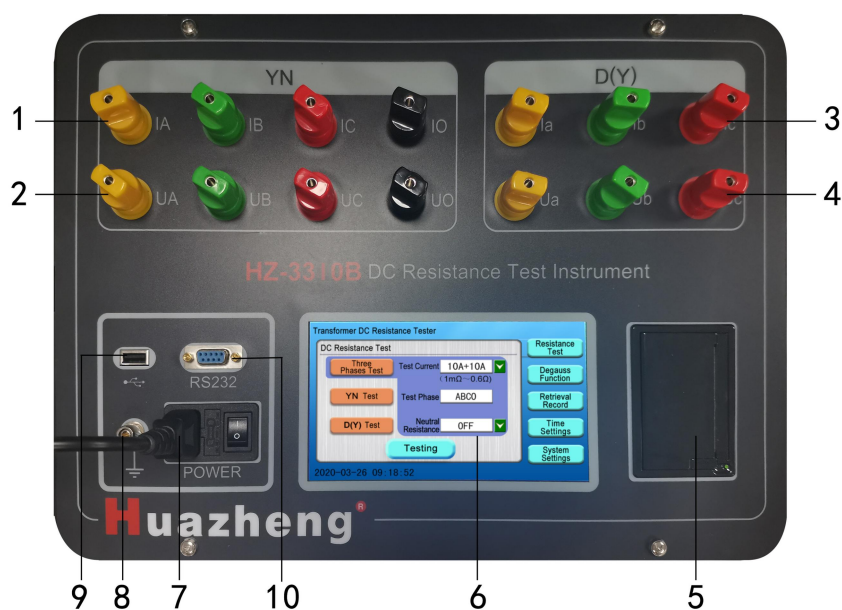 YN
D(Y)
1
IA
IB
IC
IO
Ia
Ib
Ic
3
2
UA
UB
UC
UO
Ua
Ub
Uc
4
HZ-3310B DC Resistance Test Instrument
RS232
POWER
Transformer DC Resistance Tester
DC Resistance Test
Three
Phases Test
Test Current
10A+10A
(1mΩ~0.6Ω)
YN Test
Test Phase
ABC0
D(Y) Test
Neutral
Resistance
OFF
Testing
2020-03-26 09:18:52
Resistance
Test
Degauss
Function
Retrieval
Record
Time
Settings
System
Settings
Huazheng®
9
8
7
10
6
5